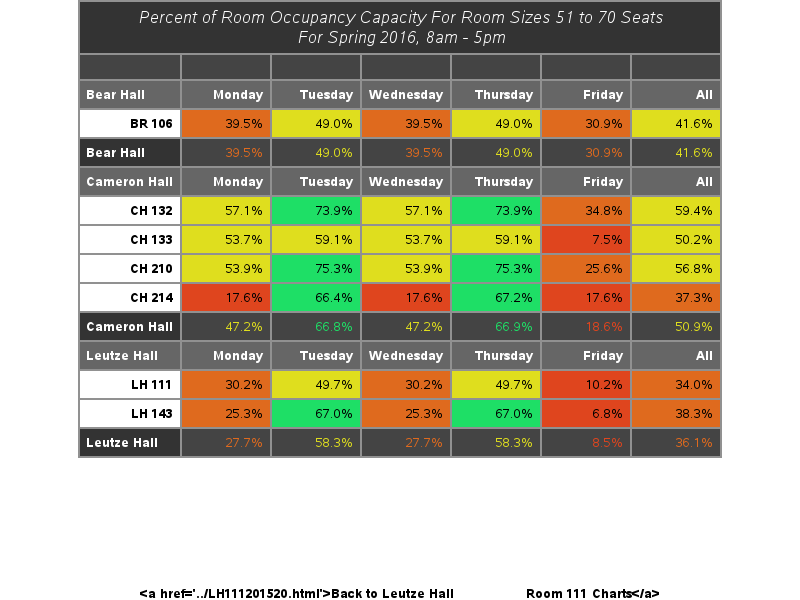 Percent of Room Occupancy Capacity For Room Sizes 51 to 70 Seats
For Spring 2016, 8am - 5pm
Bear Hall Monday Tuesday Wednesday Thursday Friday All
BR 106 39.5% 49.0% 39.5% 49.0% 30.9% 41.6%
Bear Hall 39.5% 49.0% 39.5% 49.0% 30.9% 41.6%
Cameron Hall Monday Tuesday Wednesday Thursday Friday All
CH 132 57.1% 73.9% 57.1% 73.9% 34.8% 59.4%
CH 133 53.7% 59.1% 53.7% 59.1% 7.5% 50.2%
CH 210 53.9% 75.3% 53.9% 75.3% 25.6% 56.8%
CH 214 17.6% 66.4% 17.6% 67.2% 17.6% 37.3%
Cameron Hall 47.2% 66.8% 47.2% 66.9% 18.6% 50.9%
Leutze Hall Monday Tuesday Wednesday Thursday Friday All
LH 111 30.2% 49.7% 30.2% 49.7% 10.2% 34.0%
LH 143 25.3% 67.0% 25.3% 67.0% 6.8% 38.3%
Leutze Hall 27.7% 58.3% 27.7% 58.3% 8.5% 36.1%
<a href='../LH111201520.html'>Back to Leutze Hall Room 111 Charts</a>